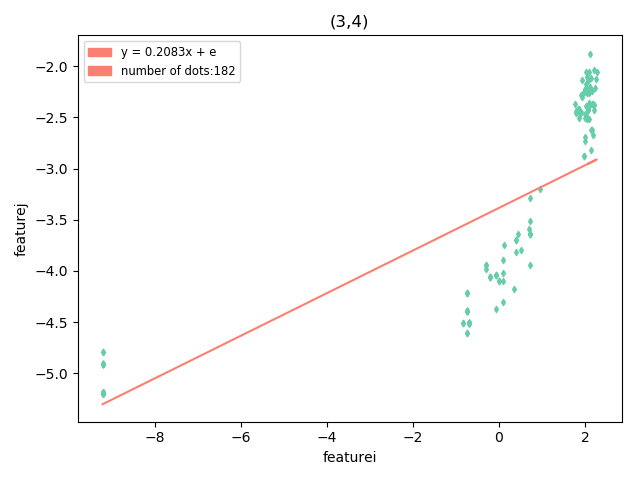 (3,4)
y = 0.2083x + e
number of dots:182
−2.0
−2.5
−3.0
−3.5
−4.0
−4.5
−5.0
featurej
−8 −6 −4 −2 0 2
featurei